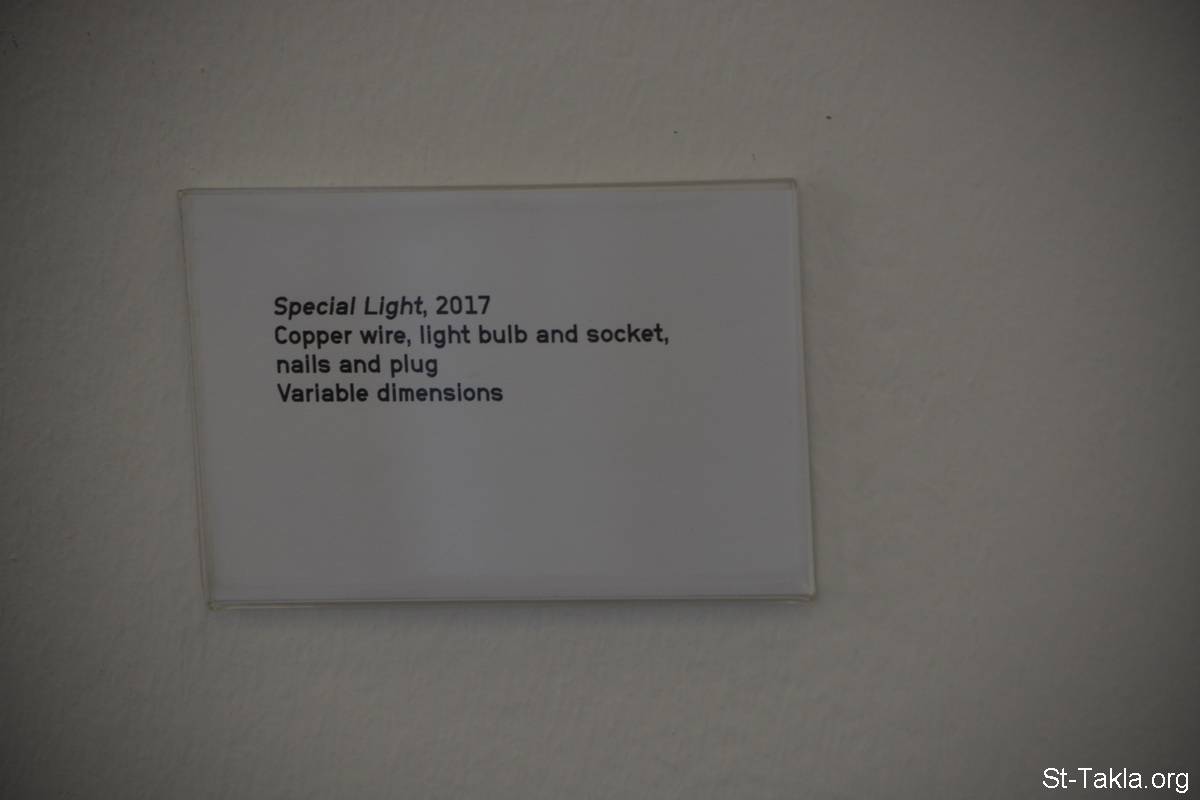 Special Light, 2017
Copper wire, light bulb and socket,
nails and plug
Variable dimensions
St-Takla.org